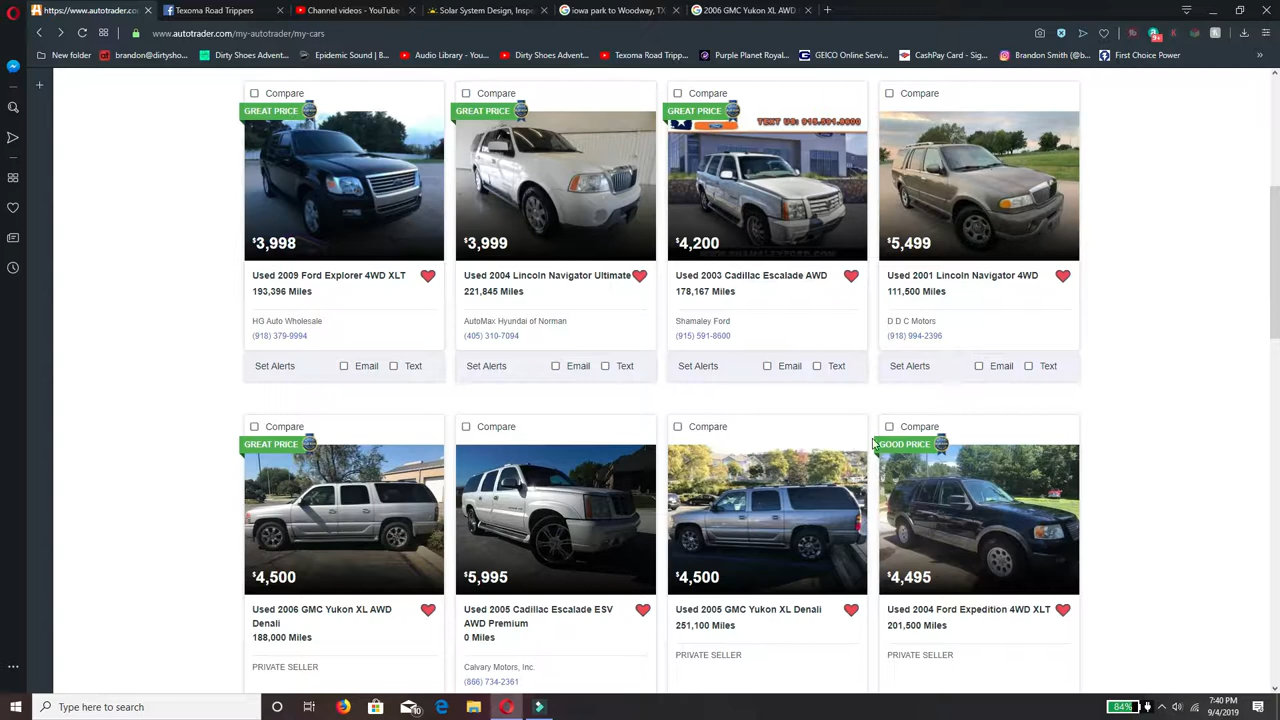 https://www.autotrader.com/my-a
Texoma Road Trippers
Channel videos - YouTube
Solar System Design, Inspe
iowa park to Woodway, TX
2006 GMC Yukon XL AWD
www.autotrader.com/my-autotrader/my-cars
New folder
brandon@dirtysho...
Dirty Shoes Advent...
Epidemic Sound | B...
Audio Library - You...
Dirty Shoes Advent...
Texoma Road Tripp...
Purple Planet Royal...
GEICO Online Servi...
CashPay Card - Sig...
Brandon Smith (@b...
First Choice Power
Compare
Compare
Compare
Compare
GREAT PRICE
GREAT PRICE
GREAT PRICE
TEXT US: 915.591.8600
$3,998
$3,999
$4,200
$5,499
Used 2009 Ford Explorer 4WD XLT
193,396 Miles
Used 2004 Lincoln Navigator Ultimate
221,845 Miles
Used 2003 Cadillac Escalade AWD
178,167 Miles
Used 2001 Lincoln Navigator 4WD
111,500 Miles
HG Auto Wholesale
(918) 379-9994
AutoMax Hyundai of Norman
(405) 310-7094
Shamaley Ford
(915) 591-8600
D D C Motors
(918) 994-2396
Set Alerts Email Text
Set Alerts Email Text
Set Alerts Email Text
Set Alerts Email Text
Compare
Compare
Compare
Compare
GREAT PRICE
GOOD PRICE
$4,500
$5,995
$4,500
$4,495
Used 2006 GMC Yukon XL AWD
Denali
188,000 Miles
Used 2005 Cadillac Escalade ESV
AWD Premium
0 Miles
Used 2005 GMC Yukon XL Denali
251,100 Miles
Used 2004 Ford Expedition 4WD XLT
201,500 Miles
PRIVATE SELLER
Calvary Motors, Inc.
(866) 734-2361
PRIVATE SELLER
PRIVATE SELLER
Type here to search
64%
7:40 PM
9/4/2019